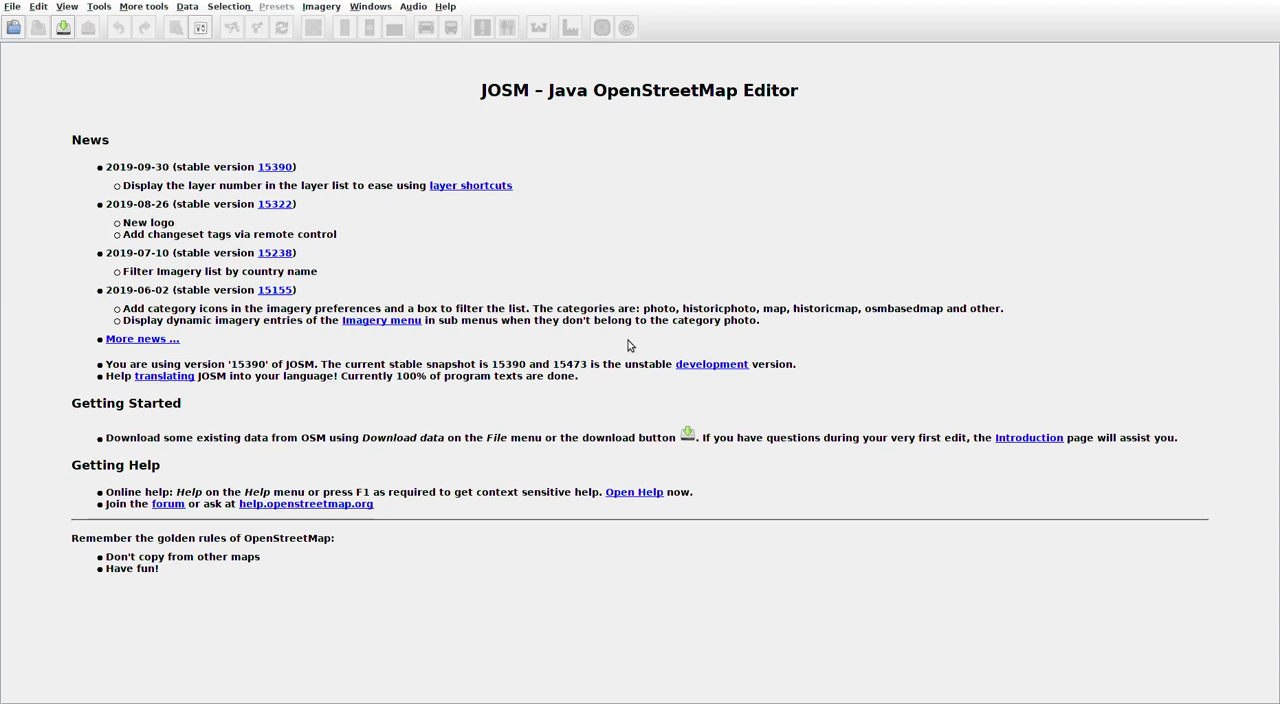 File Edit View Tools More tools Data Selection Presets Imagery Windows Audio Help
JOSM – Java OpenStreetMap Editor
News
2019-09-30 (stable version 15390)
Display the layer number in the layer list to ease using layer shortcuts
2019-08-26 (stable version 15322)
New logo
Add changeset tags via remote control
2019-07-10 (stable version 15238)
Filter Imagery list by country name
2019-06-02 (stable version 15155)
Add category icons in the imagery preferences and a box to filter the list. The categories are: photo, historicphoto, map, historicmap, osmbasedmap and other.
Display dynamic imagery entries of the Imagery menu in sub menus when they don't belong to the category photo.
More news ...
You are using version '15390' of JOSM. The current stable snapshot is 15390 and 15473 is the unstable development version.
Help translating JOSM into your language! Currently 100% of program texts are done.
Getting Started
Download some existing data from OSM using Download data on the File menu or the download button . If you have questions during your very first edit, the Introduction page will assist you.
Getting Help
Online help: Help on the Help menu or press F1 as required to get context sensitive help. Open Help now.
Join the forum or ask at help.openstreetmap.org
Remember the golden rules of OpenStreetMap:
Don't copy from other maps
Have fun!